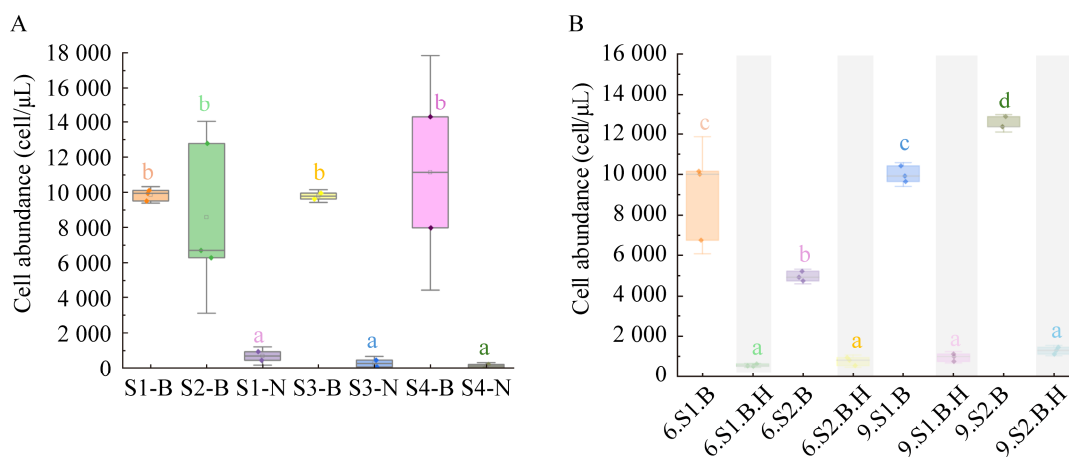 A
Cell abundance (cell/μL)
18 000
16 000
14 000
12 000
10 000
8 000
6 000
4 000
2 000
0
b
b
a
b
a
b
a
S1-B S2-B S1-N S3-B S3-N S4-B S4-N
B
Cell abundance (cell/μL)
16 000
14 000
12 000
10 000
8 000
6 000
4 000
2 000
0
c
a
b
a
c
a
d
a
6.S1.B
6.S1.B.H
6.S2.B
6.S2.B.H
9.S1.B
9.S1.B.H
9.S2.B
9.S2.B.H